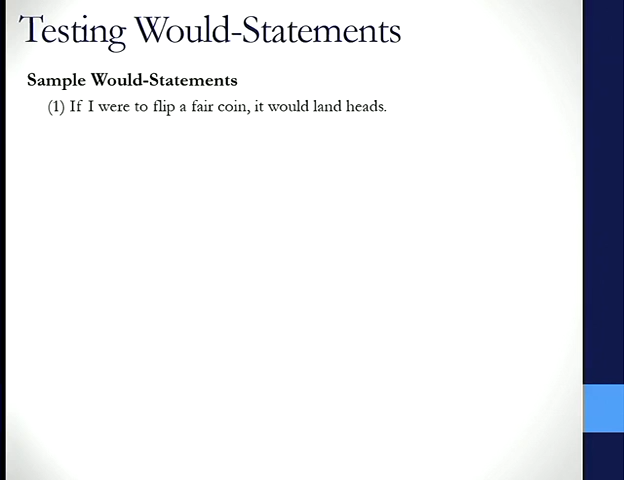 Testing Would-Statements
Sample Would-Statements
(1) If I were to flip a fair coin, it would land heads.